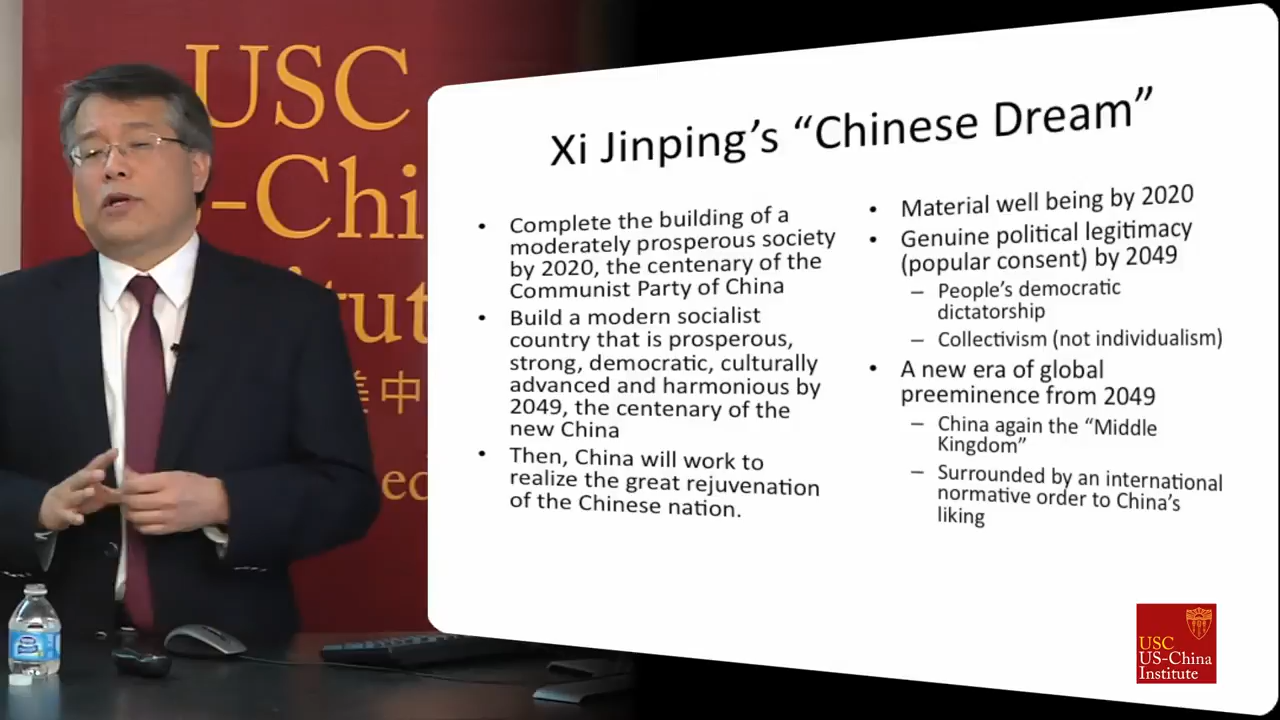 USC
-Chi
tut
美中
ed
Xi Jinping’s “Chinese Dream”
• Complete the building of a
moderately prosperous society
by 2020, the centenary of the
Communist Party of China
• Build a modern socialist
country that is prosperous,
strong, democratic, culturally
advanced and harmonious by
2049, the centenary of the
new China
• Then, China will work to
realize the great rejuvenation
of the Chinese nation.
• Material well being by 2020
• Genuine political legitimacy
(popular consent) by 2049
– People’s democratic
dictatorship
– Collectivism (not individualism)
• A new era of global
preeminence from 2049
– China again the “Middle
Kingdom”
– Surrounded by an international
normative order to China’s
liking
USC
US-China
Institute